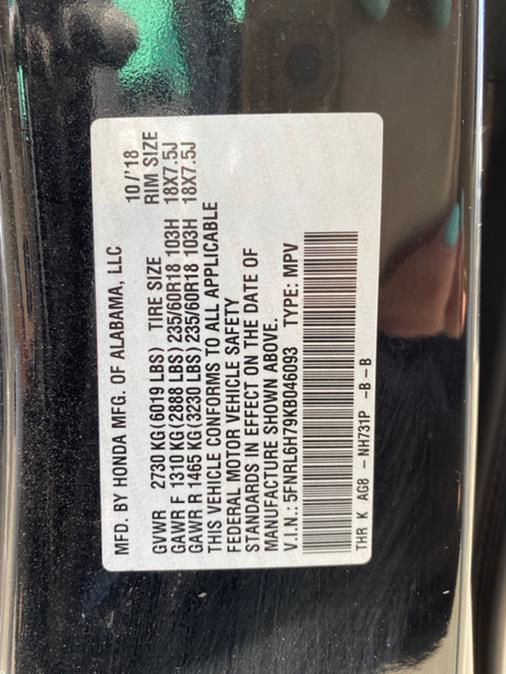 MFD. BY HONDA MFG. OF ALABAMA, LLC 10/'18
GVWR 2730 KG (6019 LBS) TIRE SIZE RIM SIZE
GAWR F 1310 KG (2888 LBS) 235/60R18 103H 18X7.5J
GAWR R 1465 KG (3230 LBS) 235/60R18 103H 18X7.5J
THIS VEHICLE CONFORMS TO ALL APPLICABLE
FEDERAL MOTOR VEHICLE SAFETY
STANDARDS IN EFFECT ON THE DATE OF
MANUFACTURE SHOWN ABOVE.
V.I.N.: 5FNRL6H79KB046093 TYPE: MPV
THR K AG8 - NH731P -B-B